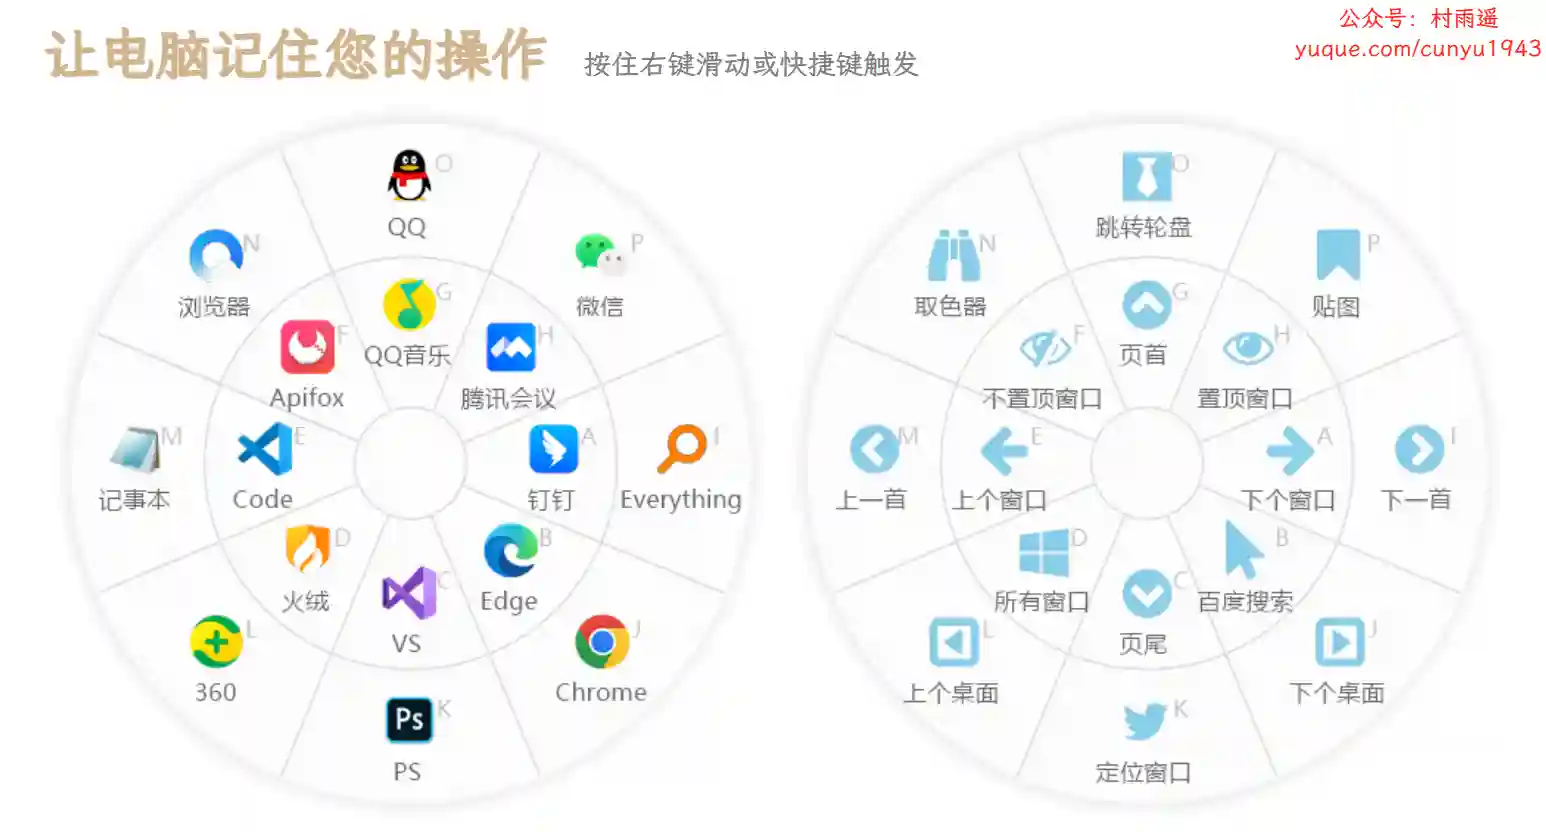 公众号：村雨遥
yuque.com/cunyu1943
让电脑记住您的操作
按住右键滑动或快捷键触发
O
QQ
N
浏览器
P
微信
G
QQ音乐
F
Apifox
H
腾讯会议
M
记事本
E
Code
A
钉钉
I
Everything
D
火绒
C
VS
B
Edge
L
360
J
Chrome
Ps
K
PS
O
跳转轮盘
N
取色器
P
贴图
G
页首
F
不置顶窗口
H
置顶窗口
M
上一首
E
上个窗口
A
下个窗口
I
下一首
D
所有窗口
C
页尾
B
百度搜索
L
上个桌面
J
下个桌面
K
定位窗口